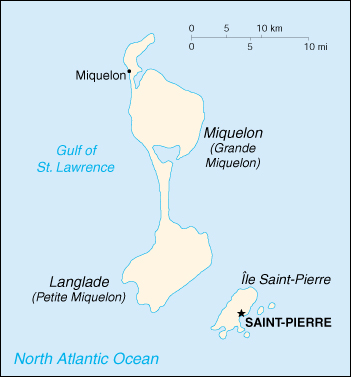 0 5 10 km
0 5 10 mi
Miquelon
Miquelon
(Grande
Miquelon)
Gulf of
St. Lawrence
Langlade
(Petite Miquelon)
Île Saint-Pierre
SAINT-PIERRE
North Atlantic Ocean